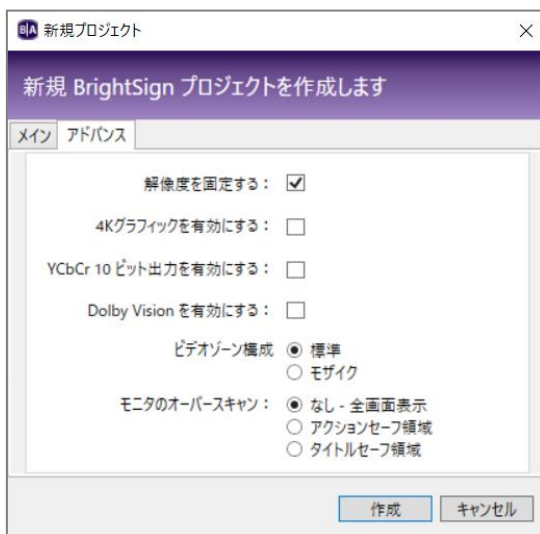 B|A 新規プロジェクト
新規 BrightSign プロジェクトを作成します
メイン アドバンス
解像度を固定する：
4Kグラフィックを有効にする：
YCbCr 10 ビット出力を有効にする：
Dolby Vision を有効にする：
ビデオゾーン構成 標準
モザイク
モニタのオーバースキャン： なし - 全画面表示
アクションセーフ領域
タイトルセーフ領域
作成 キャンセル